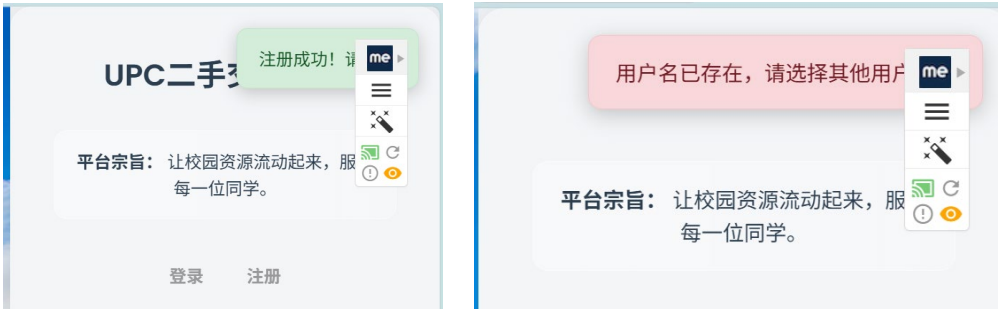 注册成功！请
me
UPC二手交
平台宗旨： 让校园资源流动起来，服
每一位同学。
登录 注册
用户名已存在，请选择其他用户
me
平台宗旨： 让校园资源流动起来，服
每一位同学。